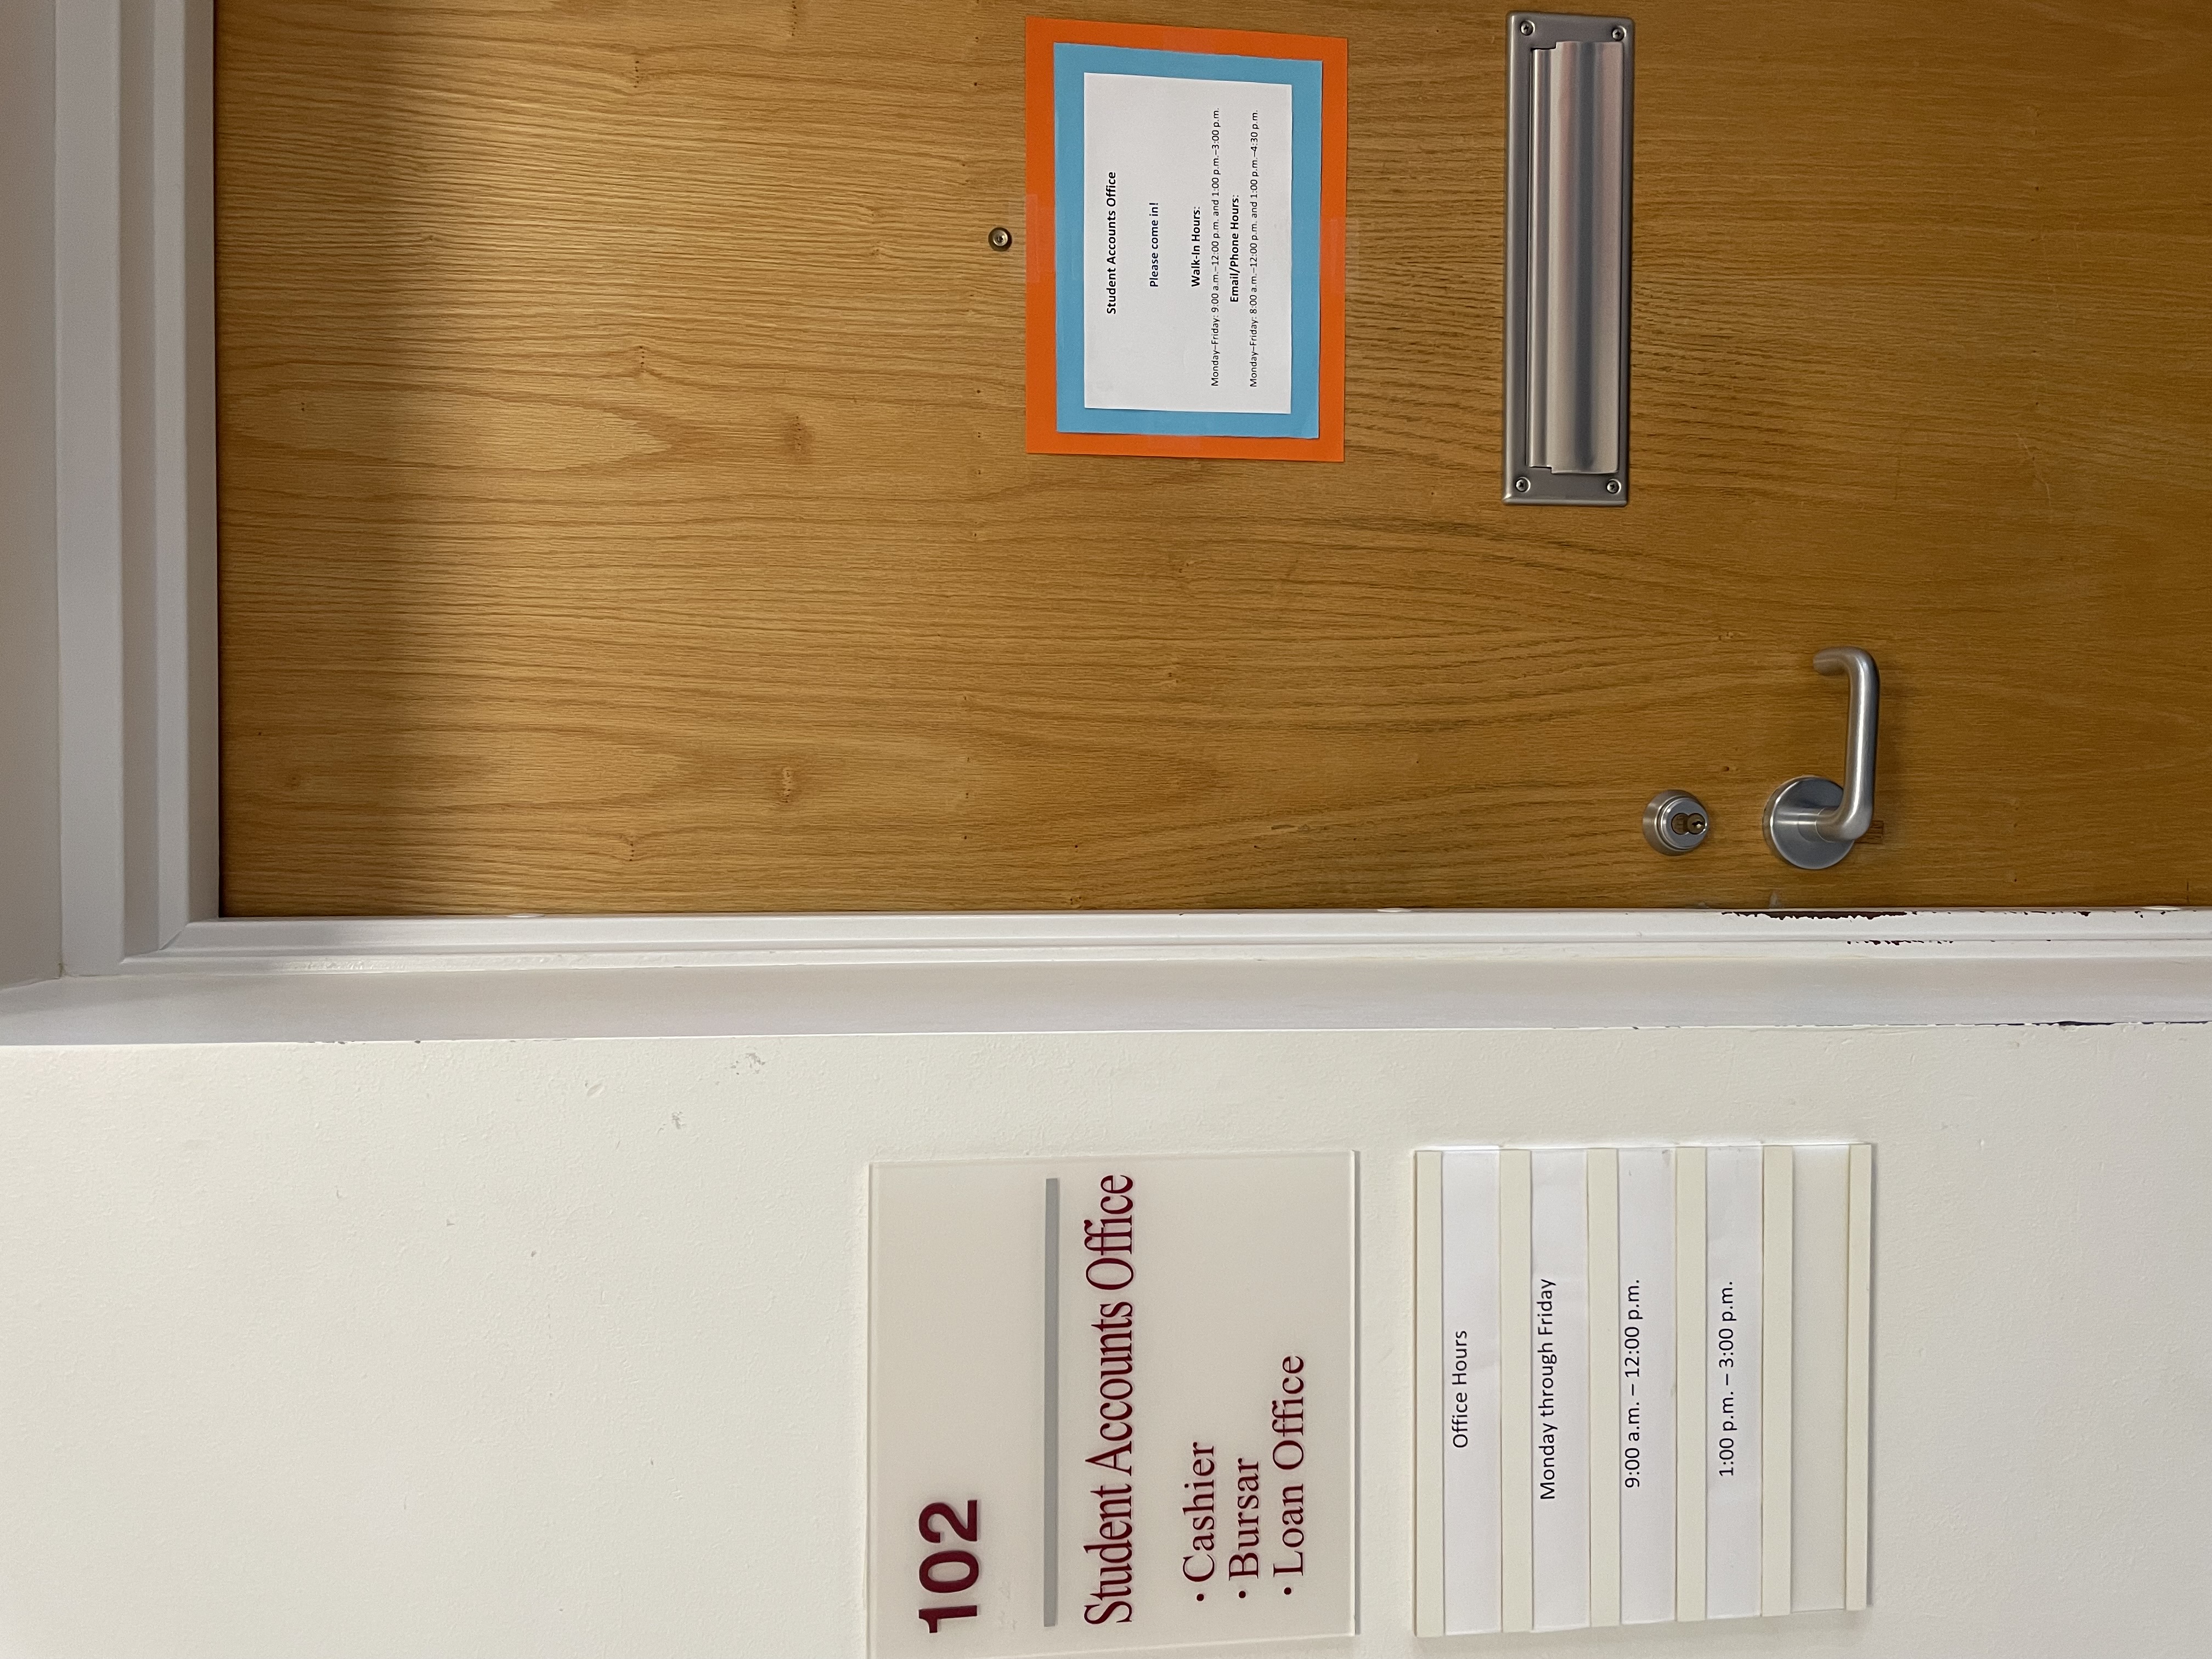 102
Student Accounts Office
• Cashier
• Bursar
• Loan Office
Office Hours
Monday through Friday
9:00 a.m. – 12:00 p.m.
1:00 p.m. – 3:00 p.m.
Student Accounts Office
Please come in!
Walk-In Hours:
Monday–Friday: 9:00 a.m.–12:00 p.m. and 1:00 p.m.–3:00 p.m.
Email/Phone Hours:
Monday–Friday: 8:00 a.m.–12:00 p.m. and 1:00 p.m.–4:30 p.m.